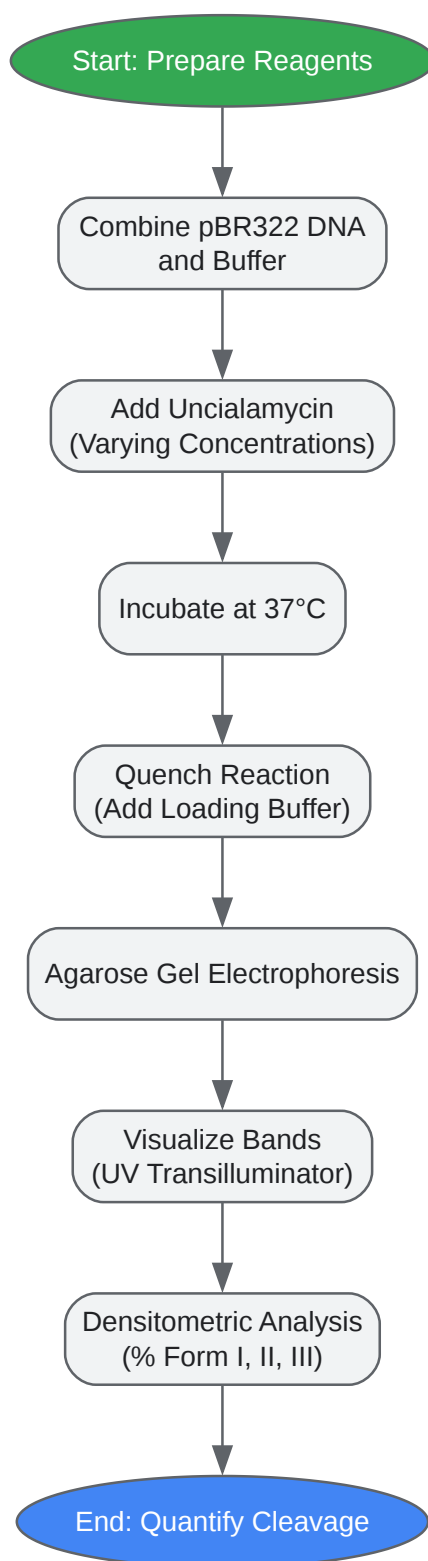 Start: Prepare Reagents
Combine pBR322 DNA
and Buffer
Add Uncialamycin
(Varying Concentrations)
Incubate at 37°C
Quench Reaction
(Add Loading Buffer)
Agarose Gel Electrophoresis
Visualize Bands
(UV Transilluminator)
Densitometric Analysis
(% Form I, II, III)
End: Quantify Cleavage